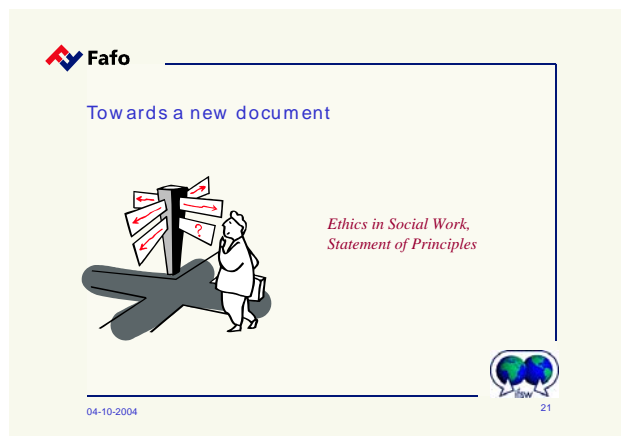 Fafo
Towards a new document
?
Ethics in Social Work,
Statement of Principles
ifsw
04-10-2004
21